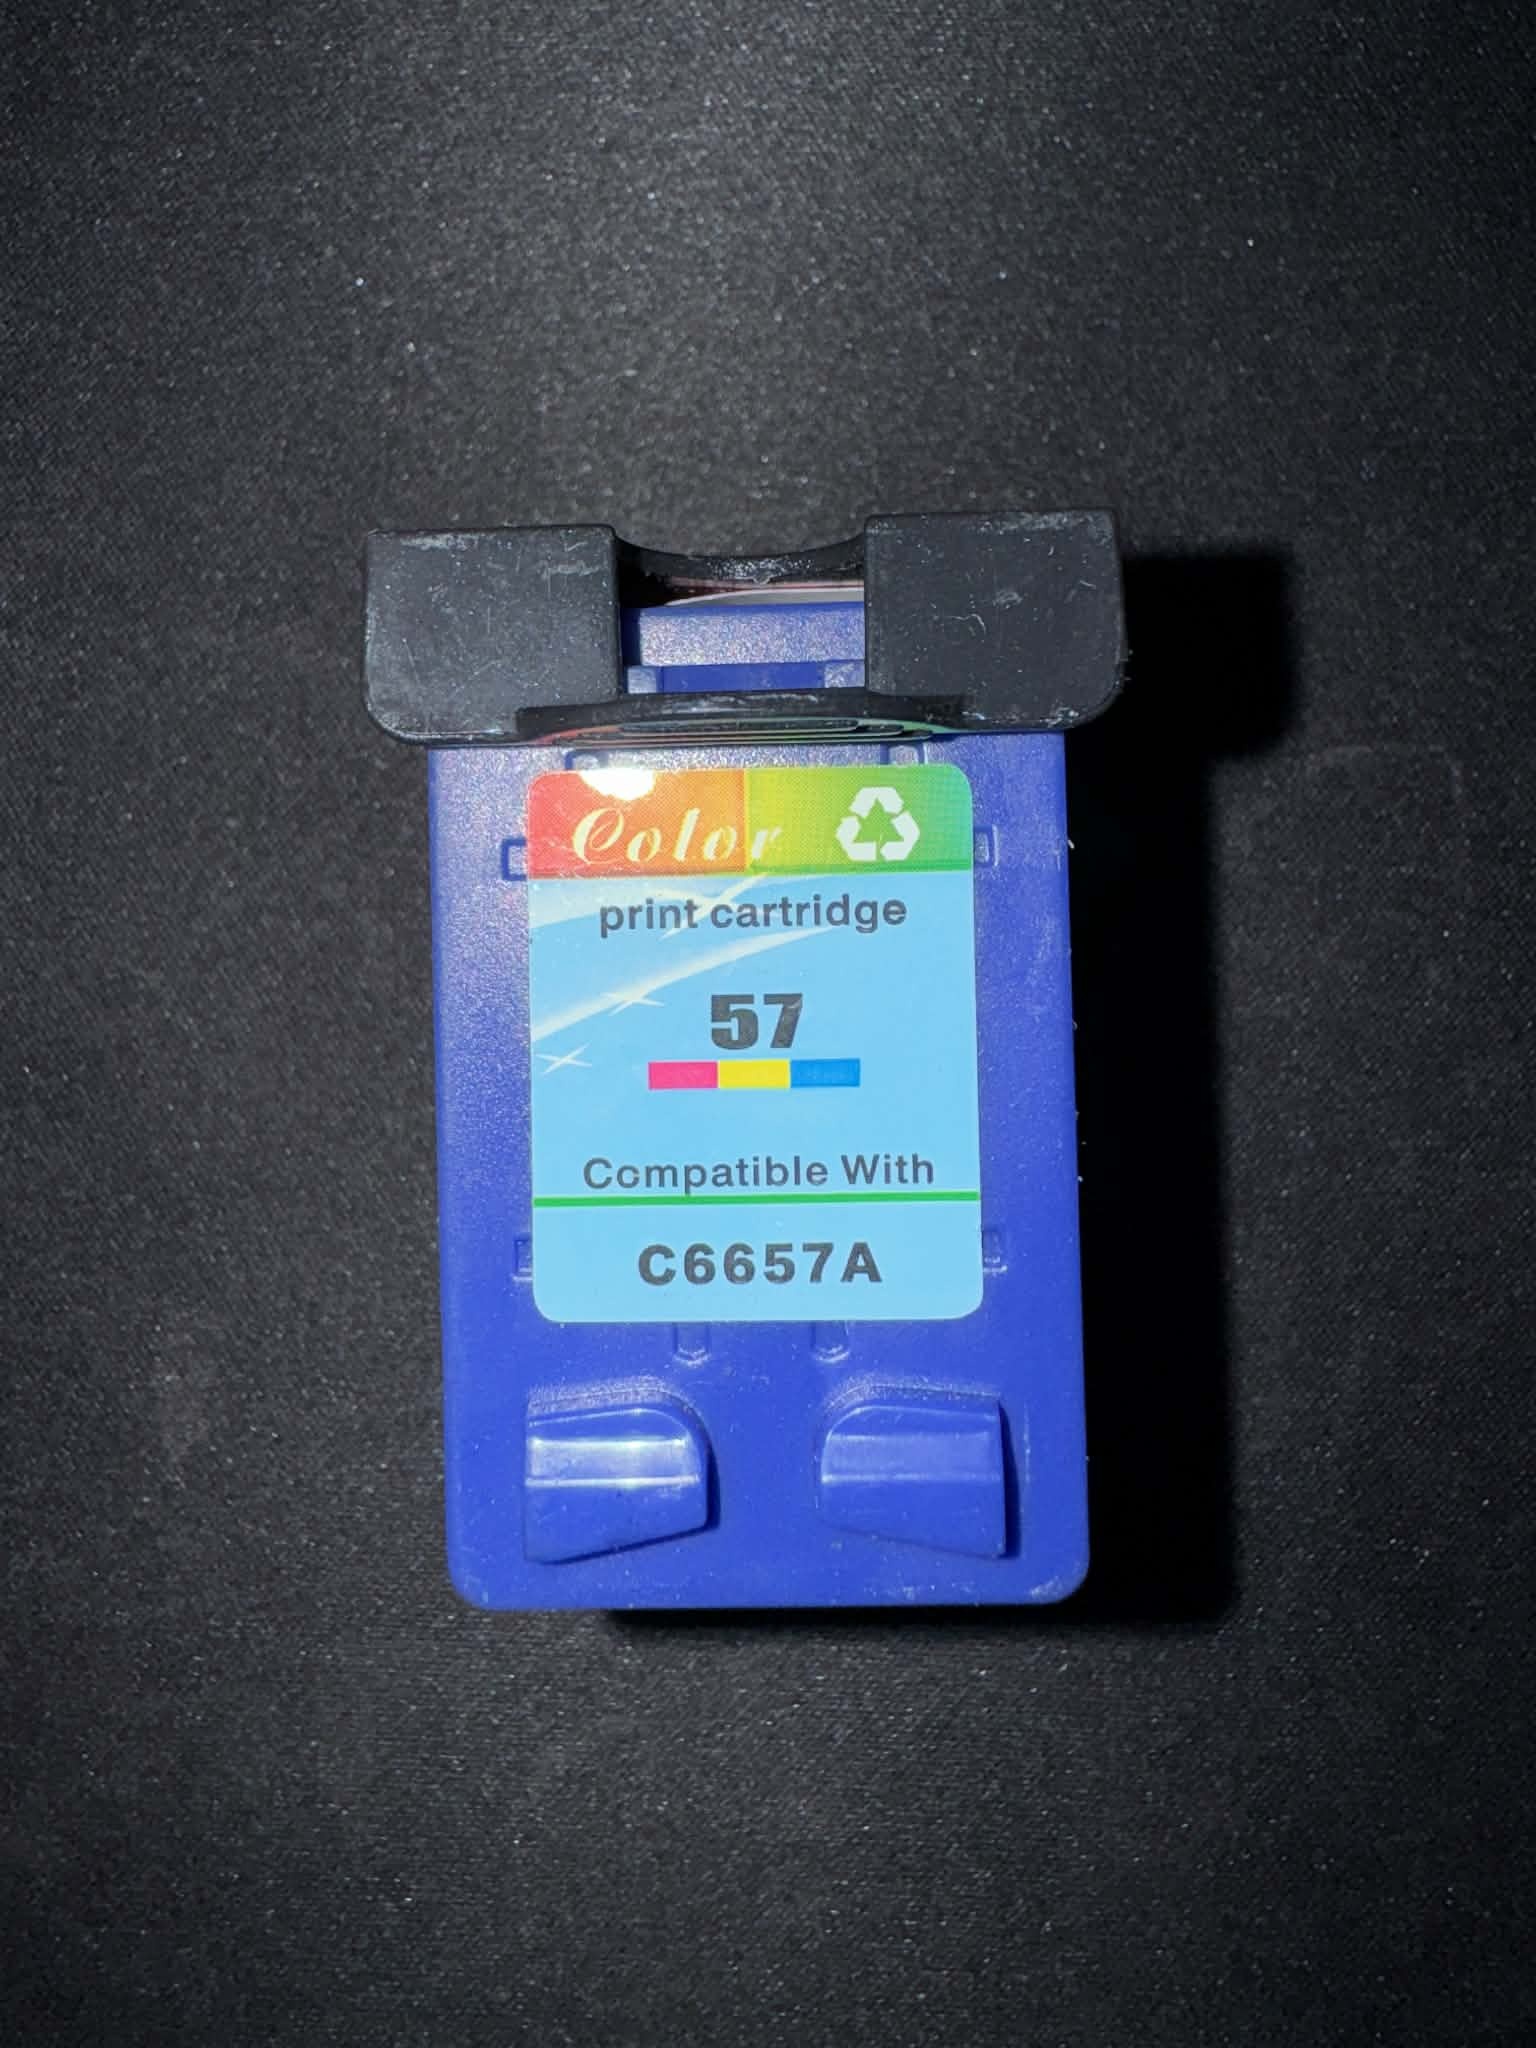 Color
print cartridge
57
Compatible With
C6657A